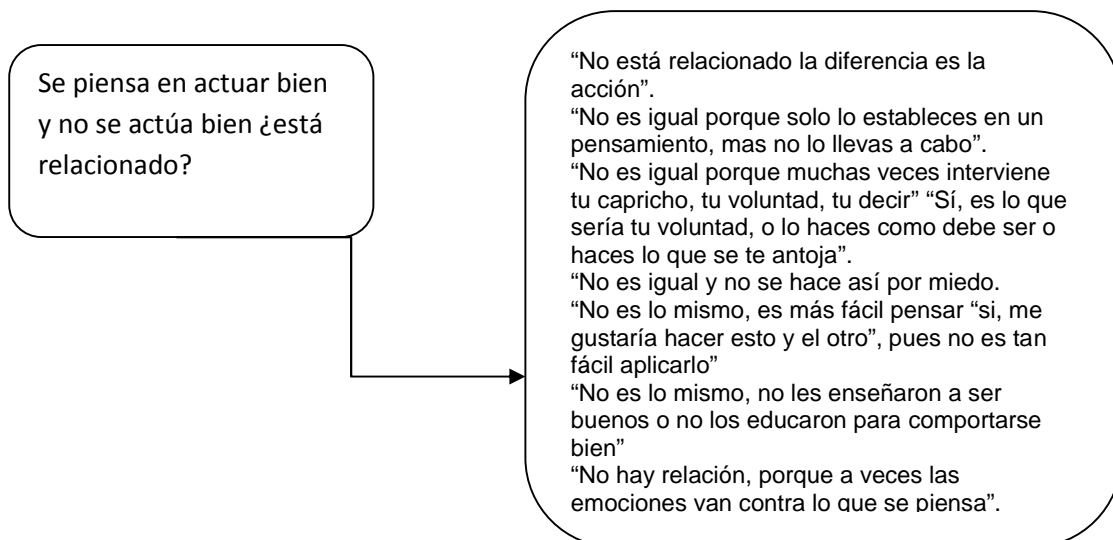 Se piensa en actuar bien
y no se actúa bien ¿está
relacionado?
“No está relacionado la diferencia es la
acción”.
“No es igual porque solo lo estableces en un
pensamiento, mas no lo llevas a cabo”.
“No es igual porque muchas veces interviene
tu capricho, tu voluntad, tu decir” “Sí, es lo que
sería tu voluntad, o lo haces como debe ser o
haces lo que se te antoja”.
“No es igual y no se hace así por miedo.
“No es lo mismo, es más fácil pensar “si, me
gustaría hacer esto y el otro”, pues no es tan
fácil aplicarlo”
“No es lo mismo, no les enseñaron a ser
buenos o no los educaron para comportarse
bien”
“No hay relación, porque a veces las
emociones van contra lo que se piensa”.